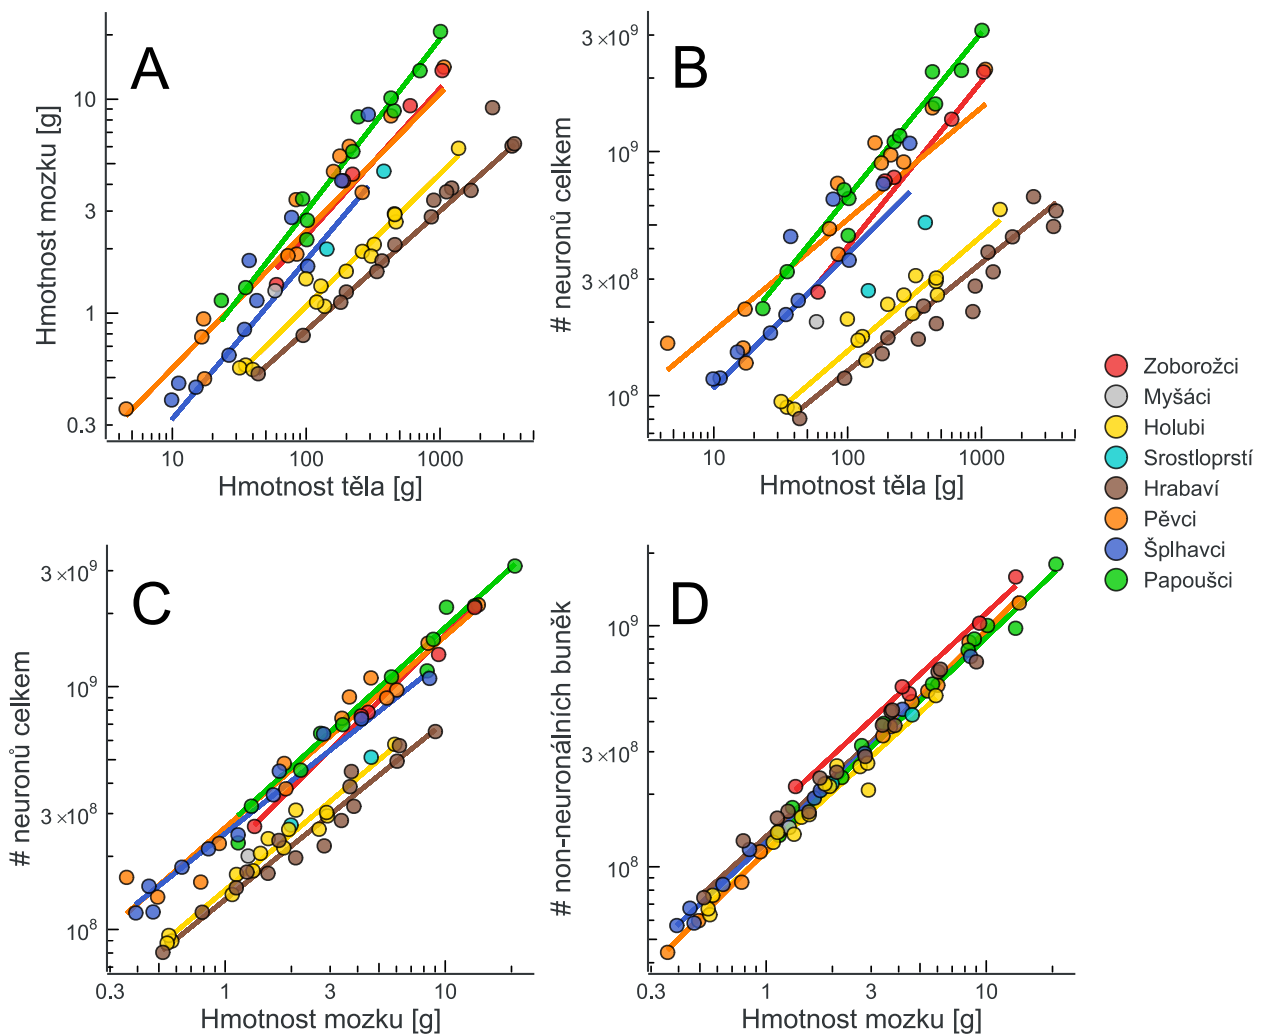 A
Hmotnost mozku [g]
10
3
1
0.3
10
100
1000
Hmotnost těla [g]
B
# neuronů celkem
3×10⁹
10⁹
3×10⁸
10⁸
10
100
1000
Hmotnost těla [g]
Zoborožci
Myšáci
Holubi
Srostloprstí
Hrabaví
Pěvci
Šplhavci
Papoušci
C
# neuronů celkem
3×10⁹
10⁹
3×10⁸
10⁸
0.3
1
3
10
Hmotnost mozku [g]
D
# non-neuronálních buněk
10⁹
3×10⁸
10⁸
0.3
1
3
10
Hmotnost mozku [g]